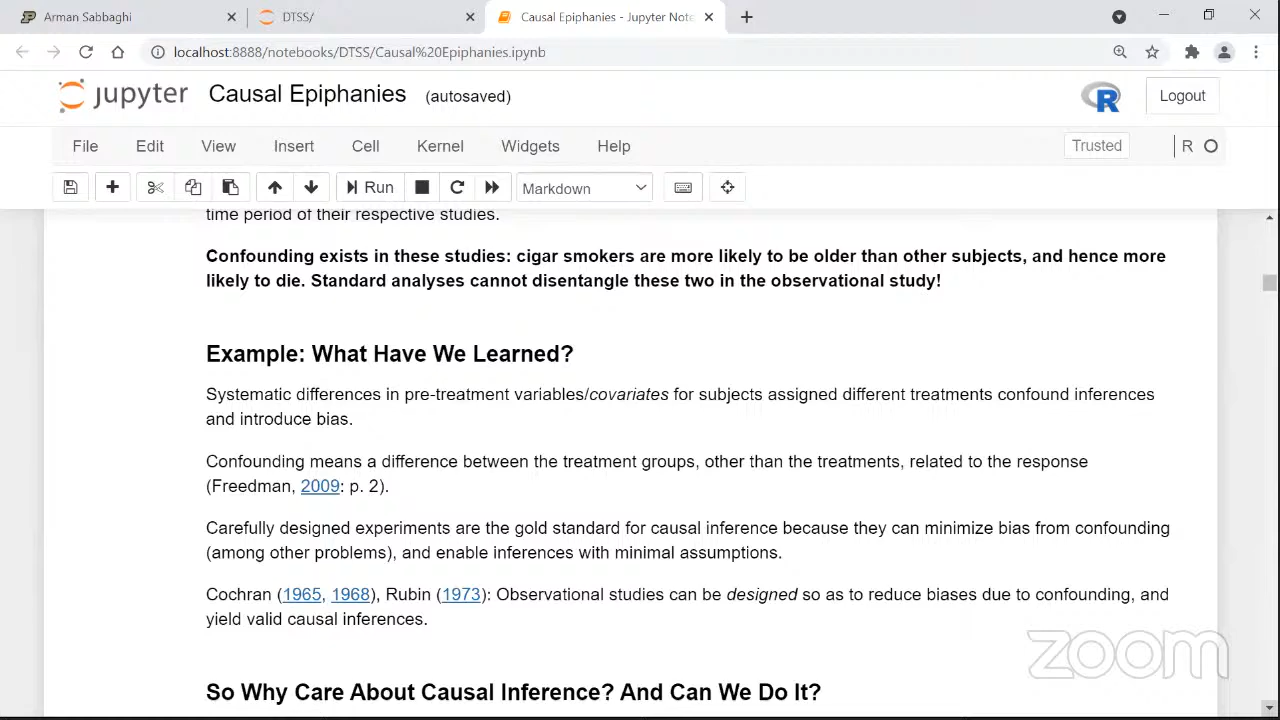 Arman Sabbaghi
DTSS/
Causal Epiphanies - Jupyter Note
localhost:8888/notebooks/DTSS/Causal%20Epiphanies.ipynb
jupyter Causal Epiphanies (autosaved)
R
Logout
File Edit View Insert Cell Kernel Widgets Help
Trusted
R
Run
Markdown
time period of their respective studies.
Confounding exists in these studies: cigar smokers are more likely to be older than other subjects, and hence more
likely to die. Standard analyses cannot disentangle these two in the observational study!
Example: What Have We Learned?
Systematic differences in pre-treatment variables/covariates for subjects assigned different treatments confound inferences
and introduce bias.
Confounding means a difference between the treatment groups, other than the treatments, related to the response
(Freedman, 2009: p. 2).
Carefully designed experiments are the gold standard for causal inference because they can minimize bias from confounding
(among other problems), and enable inferences with minimal assumptions.
Cochran (1965, 1968), Rubin (1973): Observational studies can be designed so as to reduce biases due to confounding, and
yield valid causal inferences.
zoom
So Why Care About Causal Inference? And Can We Do It?